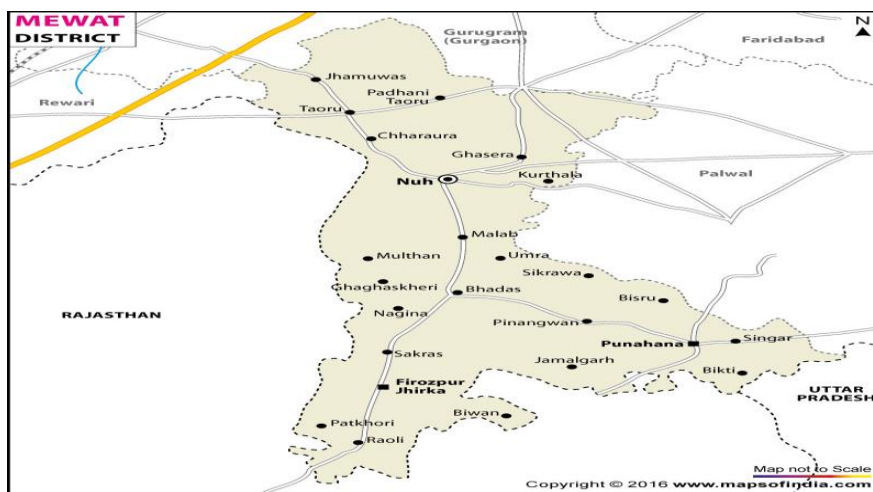 MEWAT
DISTRICT
N
Gurugram
(Gurgaon)
Faridabad
Rewari
Jhamuwas
Padhani
Taoru
Taoru
Chharaura
Ghasera
Nuh
Kurthala
Palwal
Malab
Multhan
Umra
Sikrawa
Ghaghaskheri
Bhadas
Bisru
Nagina
RAJASTHAN
Pinangwan
Punahana
Singar
Sakras
Jamalgarh
Bikti
Firozpur
Jhirka
UTTAR
PRADESH
Biwan
Patkhori
Raoli
Map not to Scale
Copyright © 2016 www.mapsofindia.com